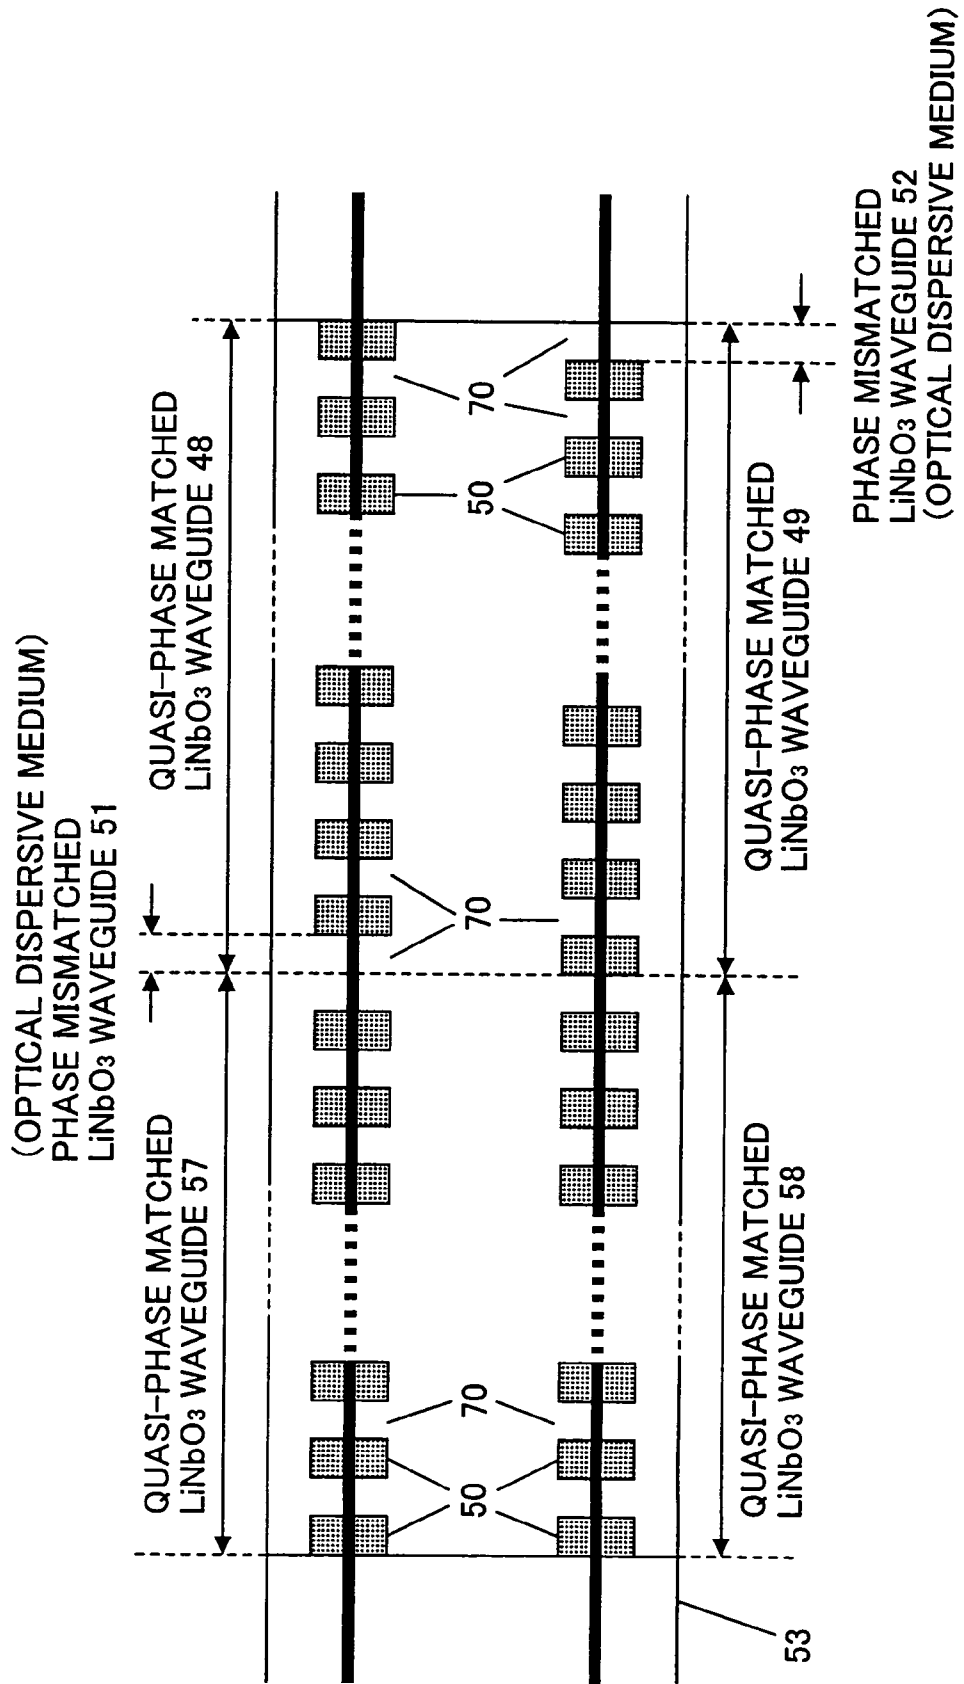 (OPTICAL DISPERSIVE MEDIUM)
PHASE MISMATCHED
LiNbO3 WAVEGUIDE 51
QUASI-PHASE MATCHED
LiNbO3 WAVEGUIDE 57
QUASI-PHASE MATCHED
LiNbO3 WAVEGUIDE 48
50
70
70
50
70
QUASI-PHASE MATCHED
LiNbO3 WAVEGUIDE 58
QUASI-PHASE MATCHED
LiNbO3 WAVEGUIDE 49
53
PHASE MISMATCHED
LiNbO3 WAVEGUIDE 52
(OPTICAL DISPERSIVE MEDIUM)